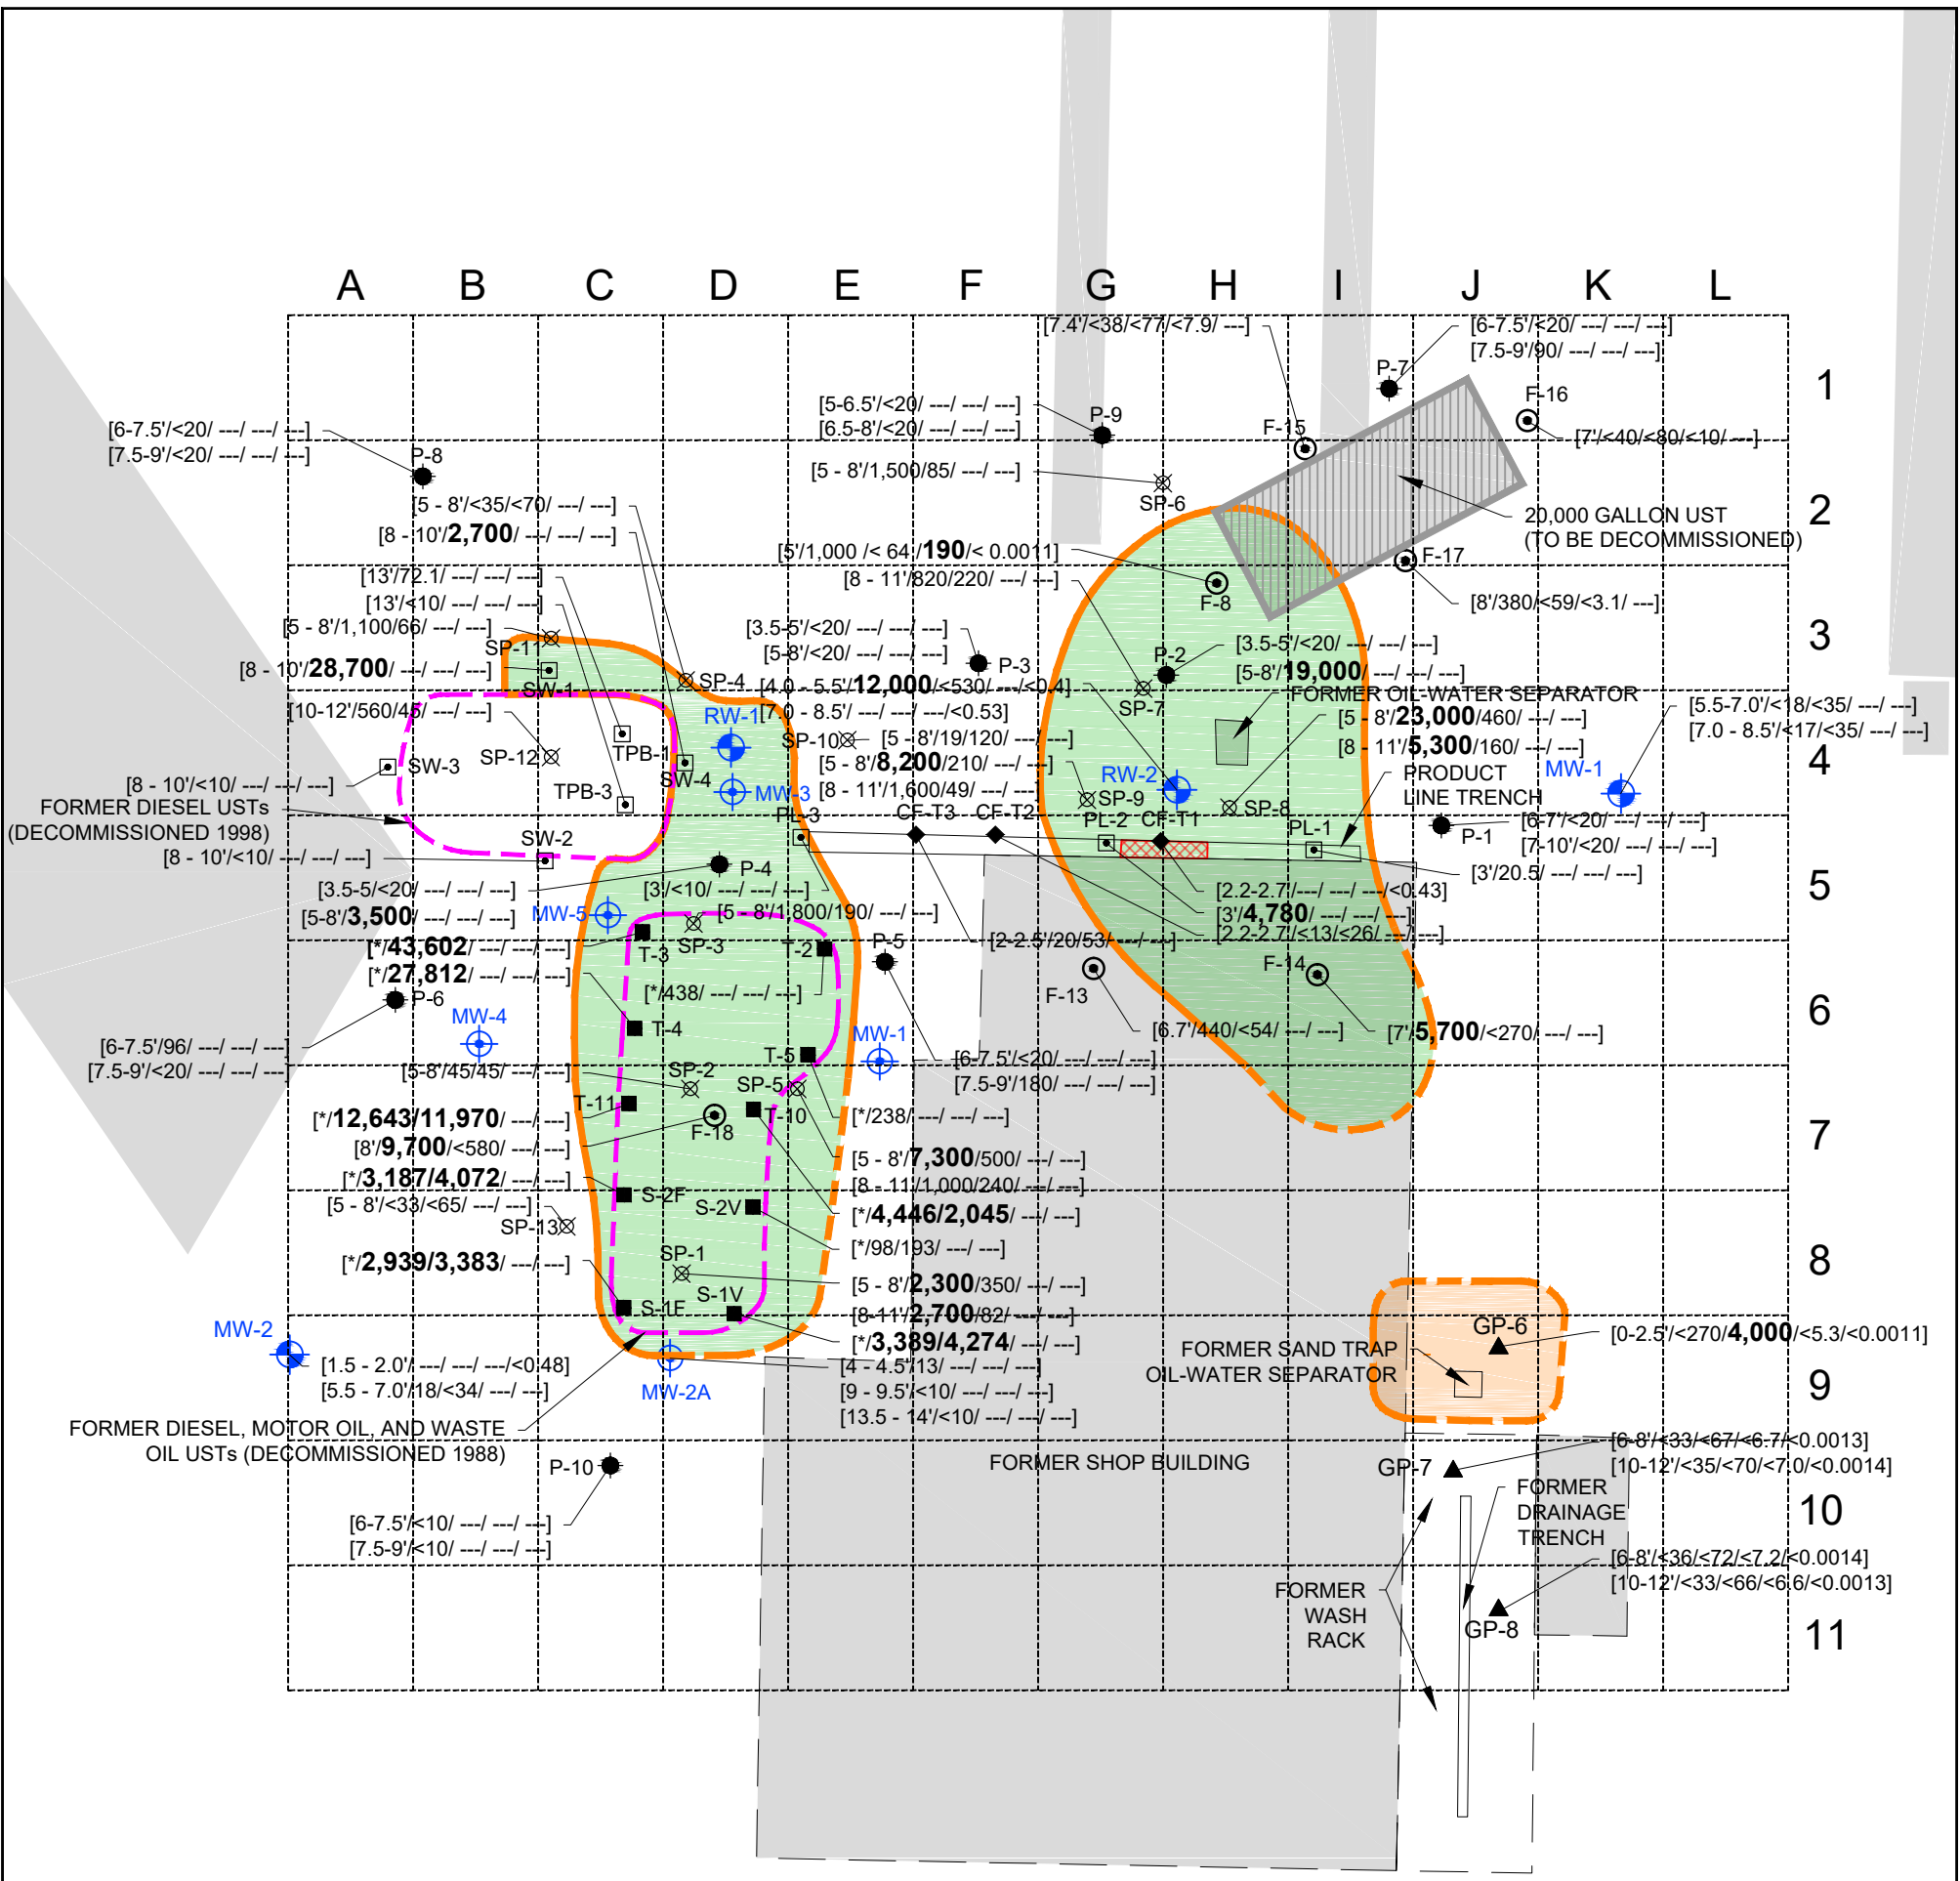 A B C D E F G H I J K L
[7.4'/<38/<77/<7.9/ ---]
[6-7.5'/<20/ ---/ ---/ ---]
[7.5-9'/90/ ---/ ---/ ---]
P-7
1
F-16
[7'/<40/<80/<10/ ---]
[5-6.5'/<20/ ---/ ---/ ---]
[6.5-8'/<20/ ---/ ---/ ---]
P-9
F-15
[6-7.5'/<20/ ---/ ---/ ---]
[7.5-9'/<20/ ---/ ---/ ---]
P-8
[5 - 8'/1,500/85/ ---/ ---]
SP-6
[5 - 8'/<35/<70/ ---/ ---]
[8 - 10'/2,700/ ---/ ---/ ---]
2
20,000 GALLON UST
(TO BE DECOMMISSIONED)
[5'/1,000 /< 64 /190/< 0.0011]
F-17
[13'/72.1/ ---/ ---/ ---]
[8 - 11'/820/220/ ---/ ---]
F-8
[13'/<10/ ---/ ---/ ---]
[8'/380/<59/<3.1/ ---]
[5 - 8'/1,100/66/ ---/ ---]
SP-11
[3.5-5'/<20/ ---/ ---/ ---]
[5-8'/<20/ ---/ ---/ ---]
P-3
3
P-2
[3.5-5'/<20/ ---/ ---/ ---]
[5-8'/19,000/ ---/ ---/ ---]
[8 - 10'/28,700/ ---/ ---/ ---]
SW-1
SP-4
[4.0 - 5.5'/12,000/<530/ ---/<0.4]
[7.0 - 8.5'/ ---/ ---/ ---/<0.53]
FORMER OIL-WATER SEPARATOR
SP-7
[10-12'/560/45/ ---/ ---]
RW-1
[5 - 8'/23,000/460/ ---/ ---]
[8 - 11'/5,300/160/ ---/ ---]
[5.5-7.0'/<18/<35/ ---/ ---]
[7.0 - 8.5'/<17/<35/ ---/ ---]
SP-12
TPB-1
SP-10
[5 - 8'/19/120/ ---/ ---]
4
SW-3
SW-4
[5 - 8'/8,200/210/ ---/ ---]
[8 - 11'/1,600/49/ ---/ ---]
RW-2
PRODUCT
LINE TRENCH
MW-1
[8 - 10'/<10/ ---/ ---/ ---]
TPB-3
MW-3
SP-9
SP-8
FORMER DIESEL USTs
(DECOMMISSIONED 1998)
PL-3
CF-T3
CF-T2
PL-2
CF-T1
PL-1
P-1
[6-7'/<20/ ---/ ---/ ---]
[7-10'/<20/ ---/ ---/ ---]
SW-2
[8 - 10'/<10/ ---/ ---/ ---]
P-4
[3'/20.5/ ---/ ---/ ---]
[3.5-5/<20/ ---/ ---/ ---]
[3'/<10/ ---/ ---/ ---]
[2.2-2.7'/---/ ---/ ---/<0.43]
5
[5-8'/3,500/ ---/ ---/ ---]
MW-5
[5 - 8'/1,800/190/ ---/ ---]
[3'/4,780/ ---/ ---/ ---]
[2.2-2.7'/<13/<26/ ---/ ---]
[*/43,602/ ---/ ---/ ---]
T-3
SP-3
T-2
P-5
[2-2.5'/20/53/ ---/ ---]
[*/27,812/ ---/ ---/ ---]
F-14
P-6
[*/438/ ---/ ---/ ---]
F-13
6
MW-4
T-4
MW-1
[6.7'/440/<54/ ---/ ---]
[7'/5,700/<270/ ---/ ---]
[6-7.5'/96/ ---/ ---/ ---]
[7.5-9'/<20/ ---/ ---/ ---]
T-5
[6-7.5'/<20/ ---/ ---/ ---]
[7.5-9'/180/ ---/ ---/ ---]
[5-8'/45/45/ ---/ ---]
SP-2
SP-5
T-11
T-10
[*/238/ ---/ ---/ ---]
[*/12,643/11,970/ ---/ ---]
F-18
7
[8'/9,700/<580/ ---/ ---]
[5 - 8'/7,300/500/ ---/ ---]
[8 - 11'/1,000/240/ ---/ ---]
[*/3,187/4,072/ ---/ ---]
S-2F
S-2V
[*/4,446/2,045/ ---/ ---]
[5 - 8'/<33/<65/ ---/ ---]
SP-13
[*/98/193/ ---/ ---]
[*/2,939/3,383/ ---/ ---]
SP-1
[5 - 8'/2,300/350/ ---/ ---]
[8-11'/2,700/82/ ---/ ---]
8
S-1F
S-1V
[*/3,389/4,274/ ---/ ---]
GP-6
[0-2.5'/<270/4,000/<5.3/<0.0011]
MW-2
FORMER SAND TRAP
OIL-WATER SEPARATOR
[1.5 - 2.0'/ ---/ ---/ ---/<0.48]
[5.5 - 7.0'/18/<34/ ---/ ---]
MW-2A
[4 - 4.5'/13/ ---/ ---/ ---]
[9 - 9.5'/<10/ ---/ ---/ ---]
[13.5 - 14'/<10/ ---/ ---/ ---]
9
FORMER DIESEL, MOTOR OIL, AND WASTE
OIL USTs (DECOMMISSIONED 1988)
FORMER SHOP BUILDING
[6-8'/<33/<67/<6.7/<0.0013]
[10-12'/<35/<70/<7.0/<0.0014]
P-10
GP-7
FORMER
DRAINAGE
TRENCH
10
[6-7.5'/<10/ ---/ ---/ ---]
[7.5-9'/<10/ ---/ ---/ ---]
[6-8'/<36/<72/<7.2/<0.0014]
[10-12'/<33/<66/<6.6/<0.0013]
FORMER
WASH
RACK
GP-8
11